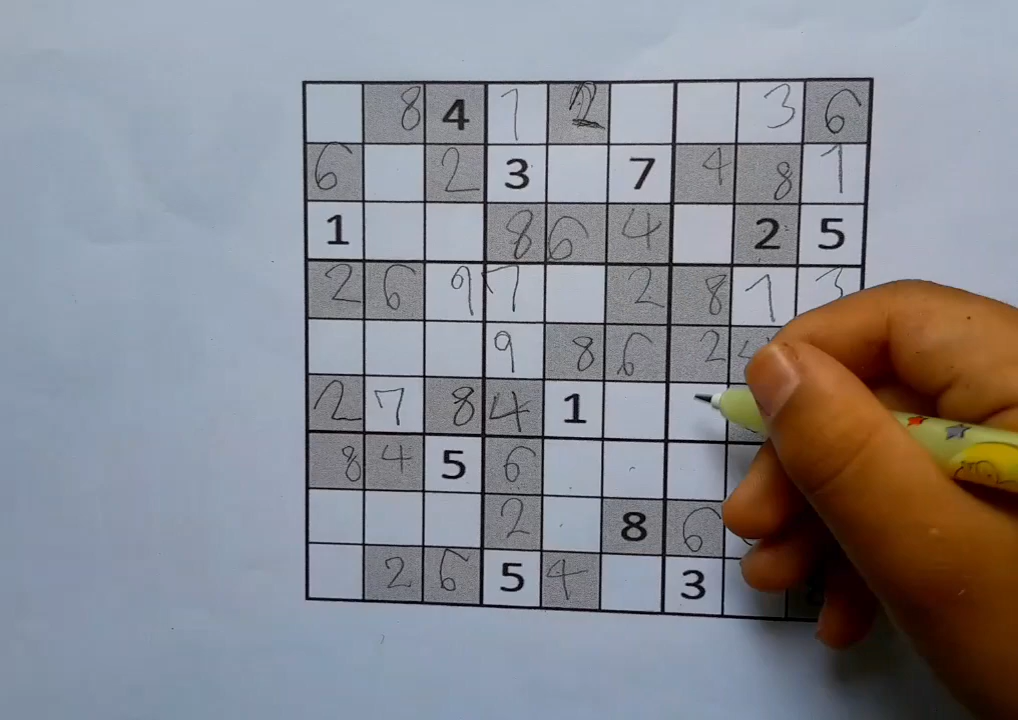 8 4 1 2 3 6
6 2 3 7 4 8 1
1 8 6 4 2 5
2 6 9 7 2 8 1 3
9 8 6 2 4
2 7 8 4 1
8 4 5 6
2 8 6
2 6 5 4 3